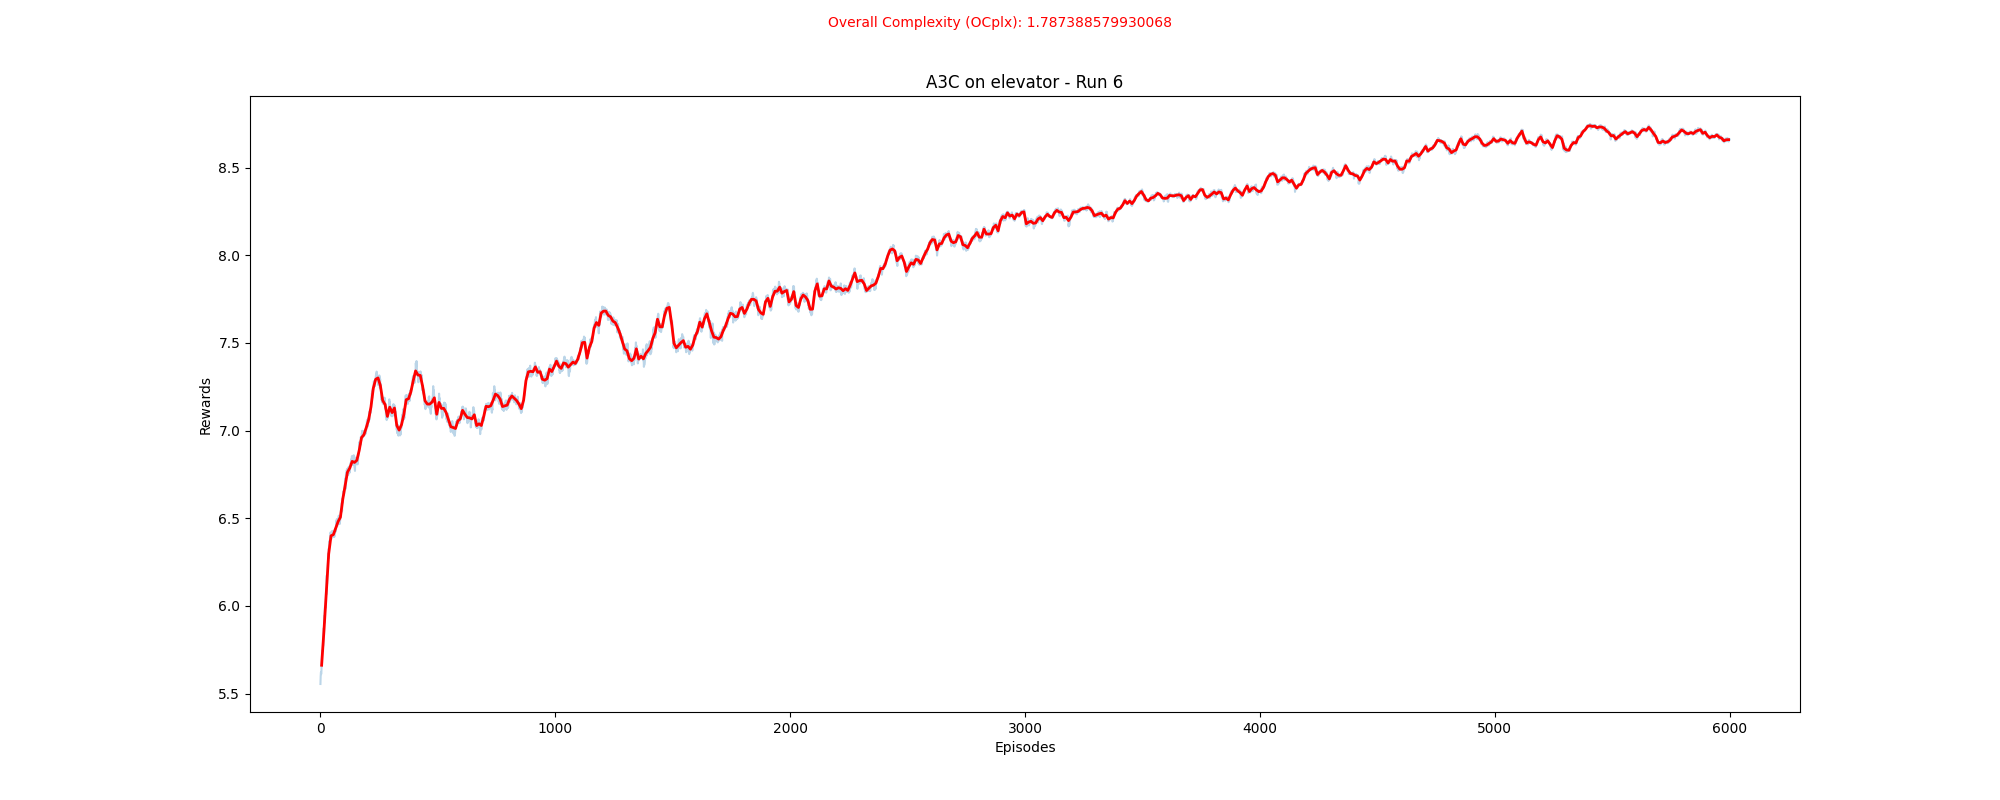 Overall Complexity (OCplx): 1.787388579930068
A3C on elevator - Run 6
Rewards
8.5
8.0
7.5
7.0
6.5
6.0
5.5
0 1000 2000 3000 4000 5000 6000
Episodes